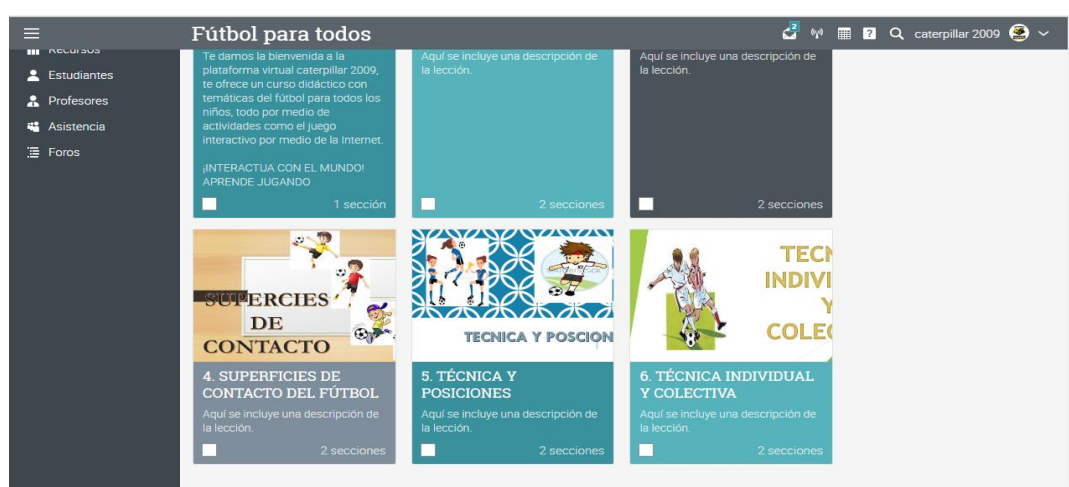 Fútbol para todos
2
caterpillar 2009
Recursos
Estudiantes
Profesores
Asistencia
Foros
Te damos la bienvenida a la
plataforma virtual caterpillar 2009,
te ofrece un curso didáctico con
temáticas del fútbol para todos los
niños, todo por medio de
actividades como el juego
interactivo por medio de la Internet.
¡INTERACTUA CON EL MUNDO!
APRENDE JUGANDO
1 sección
Aquí se incluye una descripción de
la lección.
2 secciones
Aquí se incluye una descripción de
la lección.
2 secciones
SUPERCIES
DE
CONTACTO
4. SUPERFICIES DE
CONTACTO DEL FÚTBOL
Aquí se incluye una descripción de
la lección.
2 secciones
TECNICA Y POSCION
5. TÉCNICA Y
POSICIONES
Aquí se incluye una descripción de
la lección.
2 secciones
TECN
INDIVI
Y
COLEC
6. TÉCNICA INDIVIDUAL
Y COLECTIVA
Aquí se incluye una descripción de
la lección.
2 secciones